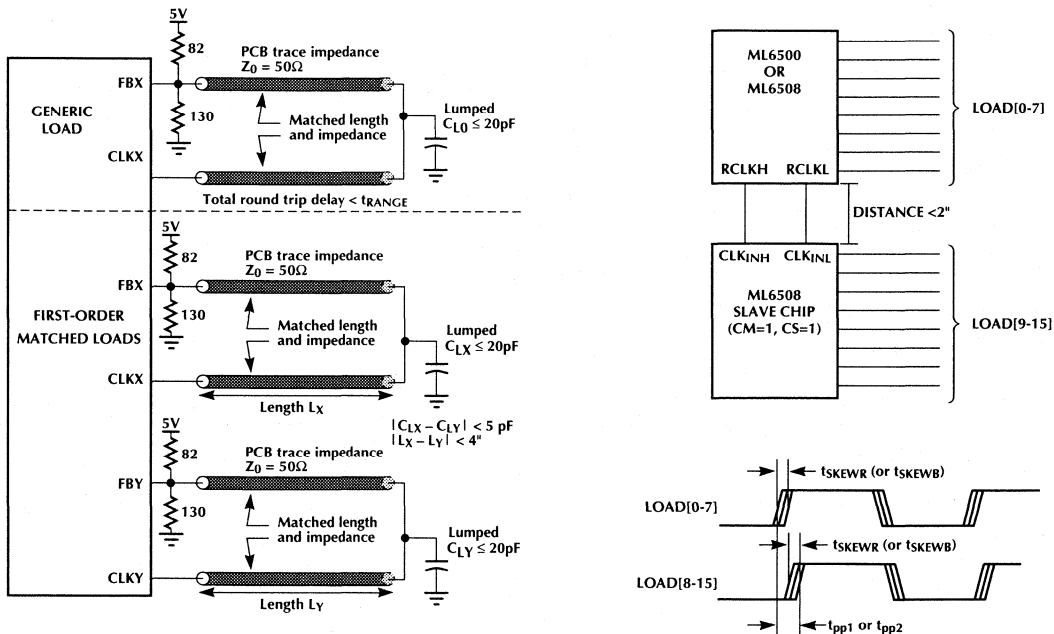 5V
82
PCB trace impedance
Z0 = 50Ω
FBX
GENERIC
LOAD
130
Matched length
and impedance
Lumped
CL0 ≤ 20pF
CLKX
Total round trip delay < tRANGE
5V
82
PCB trace impedance
Z0 = 50Ω
FBX
130
FIRST-ORDER
MATCHED LOADS
Matched length
and impedance
Lumped
CLX ≤ 20pF
CLKX
Length LX
|CLX – CLY| < 5 pF
|LX – LY| < 4"
5V
82
PCB trace impedance
Z0 = 50Ω
FBY
130
Matched length
and impedance
Lumped
CLY ≤ 20pF
CLKY
Length LY
ML6500
OR
ML6508
LOAD[0-7]
RCLKH RCLKL
DISTANCE <2"
CLKINH CLKINL
ML6508
SLAVE CHIP
(CM=1, CS=1)
LOAD[9-15]
tSKEWR (or tSKEWB)
LOAD[0-7]
tSKEWR (or tSKEWB)
LOAD[8-15]
tpp1 or tpp2